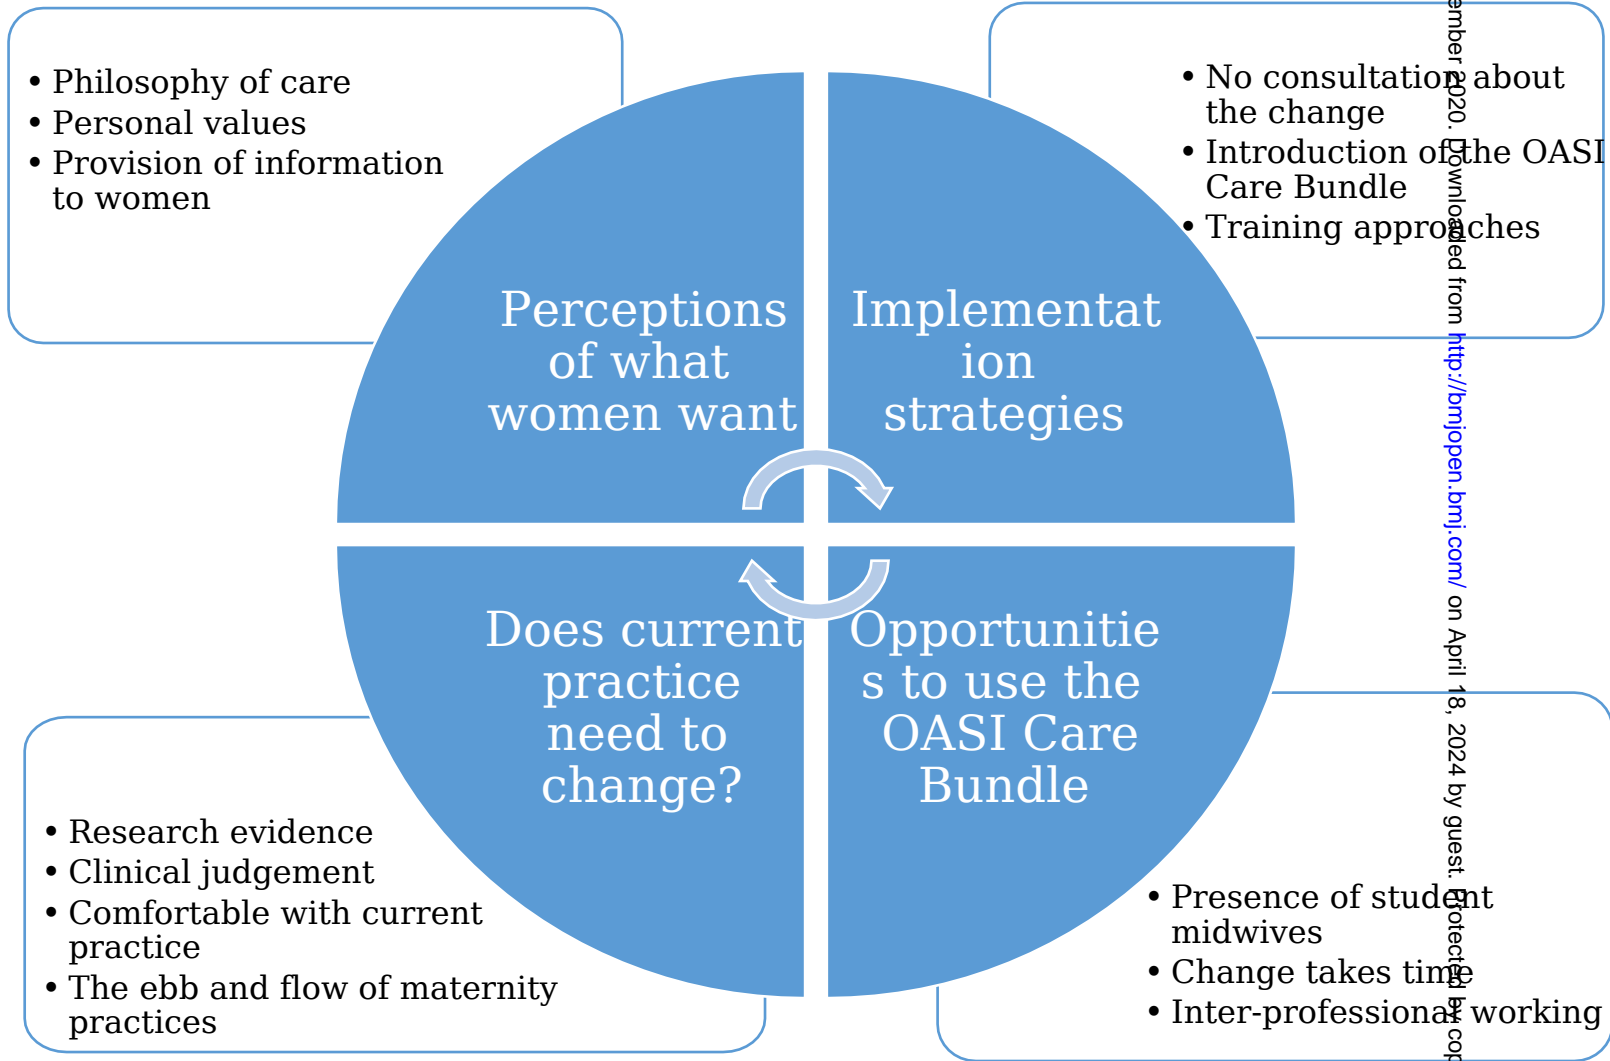 • Philosophy of care
• Personal values
• Provision of information
to women
• No consultation about
the change
• Introduction of the OASI
Care Bundle
• Training approaches
Perceptions
of what
women want
Implementat
ion
strategies
Does current
practice
need to
change?
Opportunitie
s to use the
OASI Care
Bundle
• Research evidence
• Clinical judgement
• Comfortable with current
practice
• The ebb and flow of maternity
practices
• Presence of student
midwives
• Change takes time
• Inter-professional working
ember 2020. Downloaded from http://bmjopen.bmj.com/ on April 18, 2024 by guest. Protected by cop